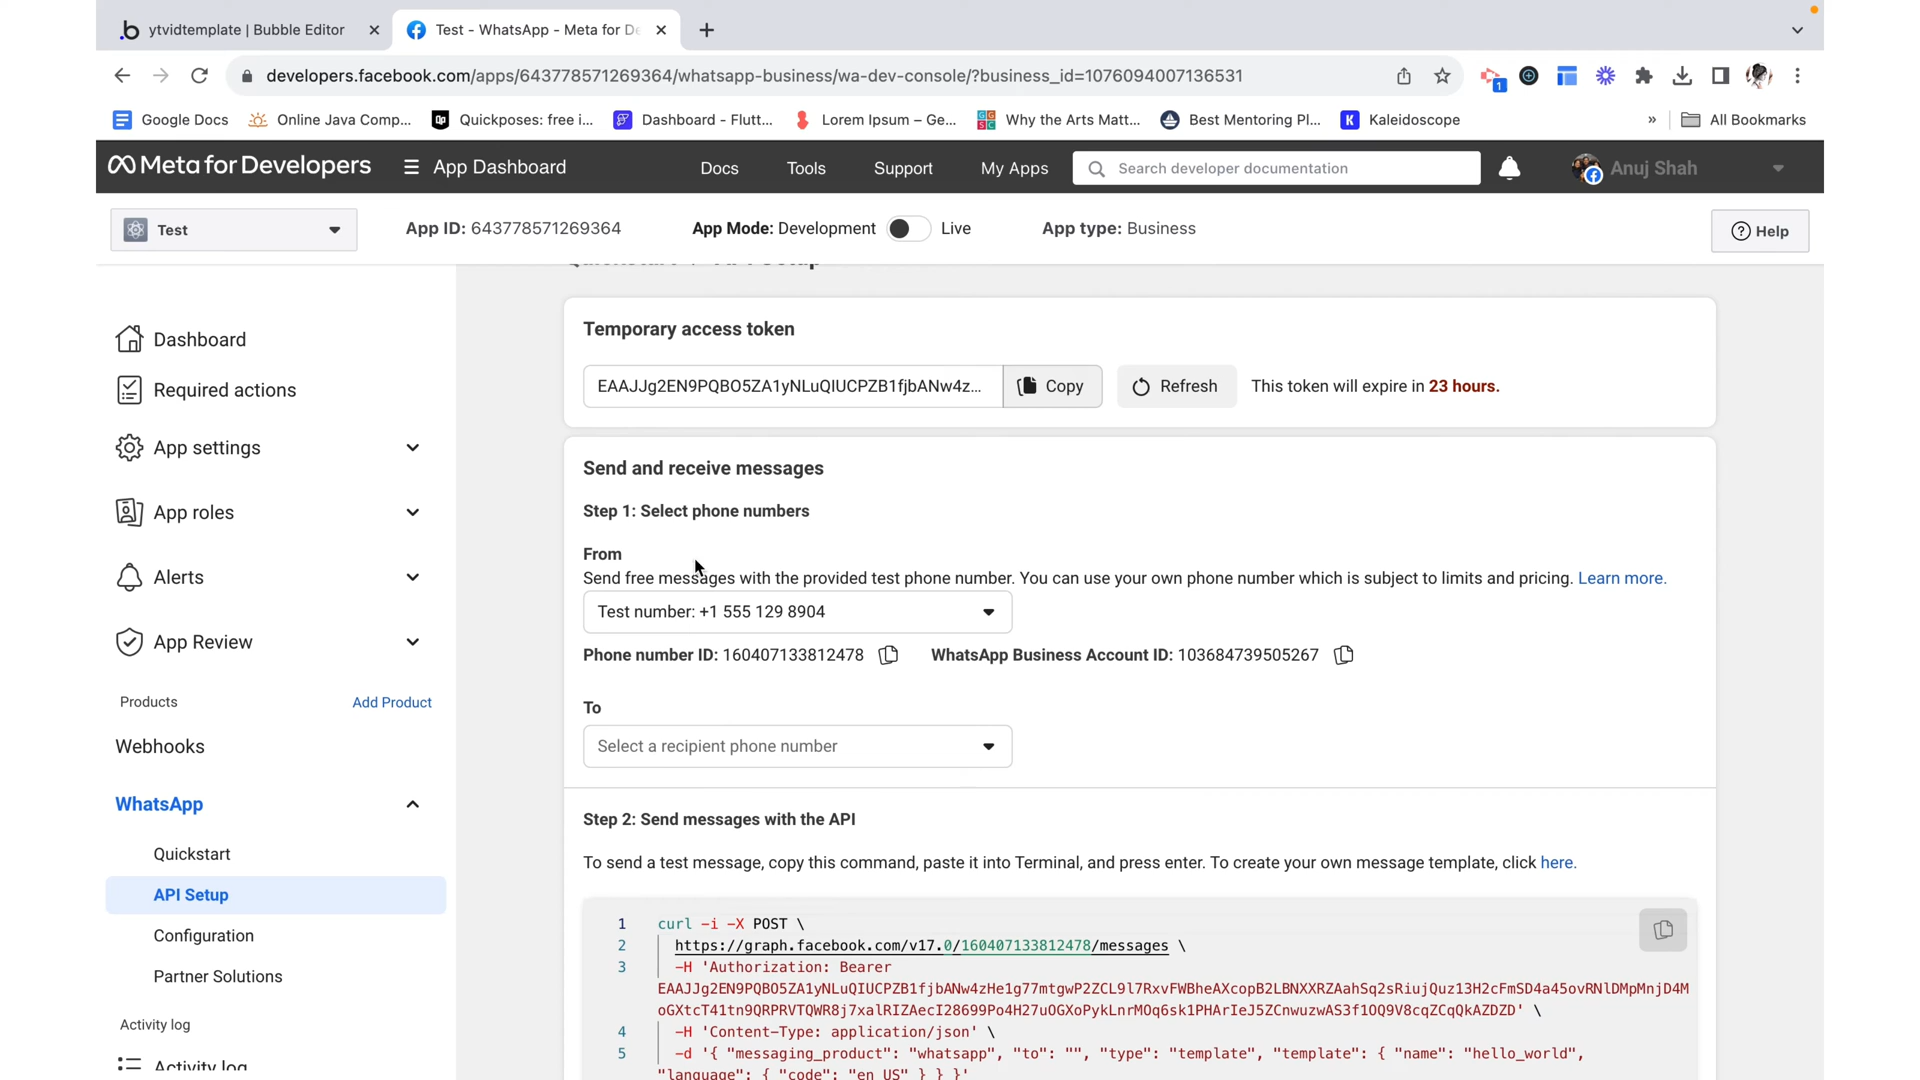 ytvidtemplate | Bubble Editor
Test - WhatsApp - Meta for De
developers.facebook.com/apps/643778571269364/whatsapp-business/wa-dev-console/?business_id=1076094007136531
1
Google Docs
Online Java Comp...
Quickposes: free i...
Dashboard - Flutt...
Lorem Ipsum – Ge...
Why the Arts Matt...
Best Mentoring Pl...
Kaleidoscope
»
All Bookmarks
Meta for Developers
App Dashboard
Docs
Tools
Support
My Apps
Search developer documentation
Anuj Shah
Test
App ID: 643778571269364
App Mode: Development
Live
App type: Business
Help
Dashboard
Required actions
App settings
App roles
Alerts
App Review
Products
Add Product
Webhooks
WhatsApp
Quickstart
API Setup
Configuration
Partner Solutions
Activity log
Activity log
Temporary access token
EAAJJg2EN9PQBO5ZA1yNLuQIUCPZB1fjbANw4z...
Copy
Refresh
This token will expire in 23 hours.
Send and receive messages
Step 1: Select phone numbers
From
Send free messages with the provided test phone number. You can use your own phone number which is subject to limits and pricing. Learn more.
Test number: +1 555 129 8904
Phone number ID: 160407133812478
WhatsApp Business Account ID: 103684739505267
To
Select a recipient phone number
Step 2: Send messages with the API
To send a test message, copy this command, paste it into Terminal, and press enter. To create your own message template, click here.
1 curl -i -X POST \
2 https://graph.facebook.com/v17.0/160407133812478/messages \
3 -H 'Authorization: Bearer
EAAJJg2EN9PQBO5ZA1yNLuQIUCPZB1fjbANw4zHe1g77mtgwP2ZCL9l7RxvFWBheAXcopB2LBNXXRZAahSq2sRiujQuz13H2cFmSD4a45ovRNlDMpMnjD4M
oGXtcT41tn9QRPRVTQWR8j7xalRIZAecI28699Po4H27uOGXoPykLnrMOq6sk1PHArIeJ5ZCnwuzwAS3f1OQ9V8cqZCqQkAZDZD' \
4 -H 'Content-Type: application/json' \
5 -d '{ "messaging_product": "whatsapp", "to": "", "type": "template", "template": { "name": "hello_world",
"language": { "code": "en_US" } } }'